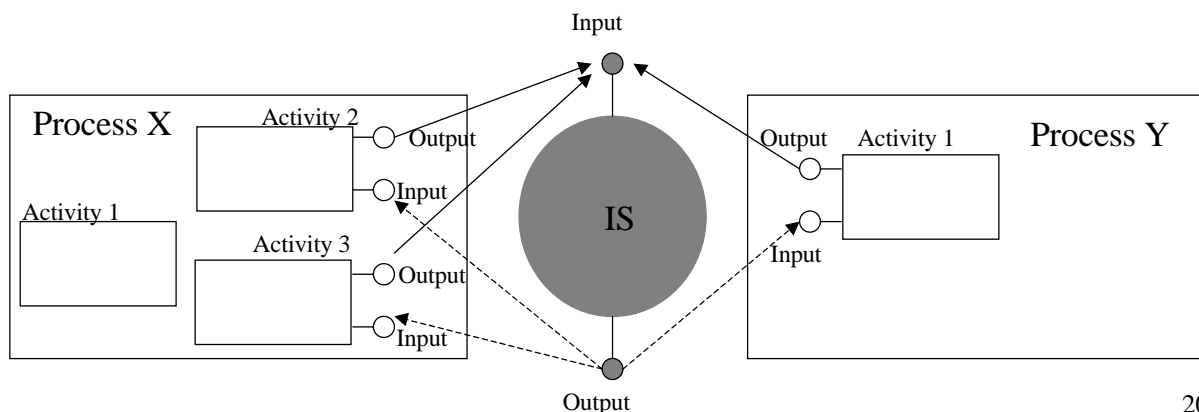 Input
Process X
Activity 2
Output
Input
Activity 1
Activity 3
Output
Input
IS
Output
Process Y
Activity 1
Output
Input
20